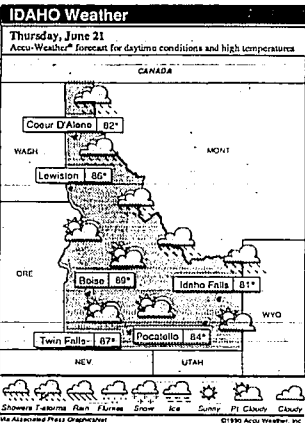 IDAHO Weather
Thursday, June 21
Accu-Weather® forecast for daytime conditions and high temperatures
CANADA
Coeur D'Alene 82°
WASH
MONT
Lewiston 86°
ORE
Boise 89°
Idaho Falls 81°
WYO
Twin Falls 87°
Pocatello 84°
NEV.
UTAH
Showers T-storms Rain Flurries Snow Ice Sunny Pt. Cloudy Cloudy
Via Associated Press GraphicsNet
©1990 Accu Weather, Inc.